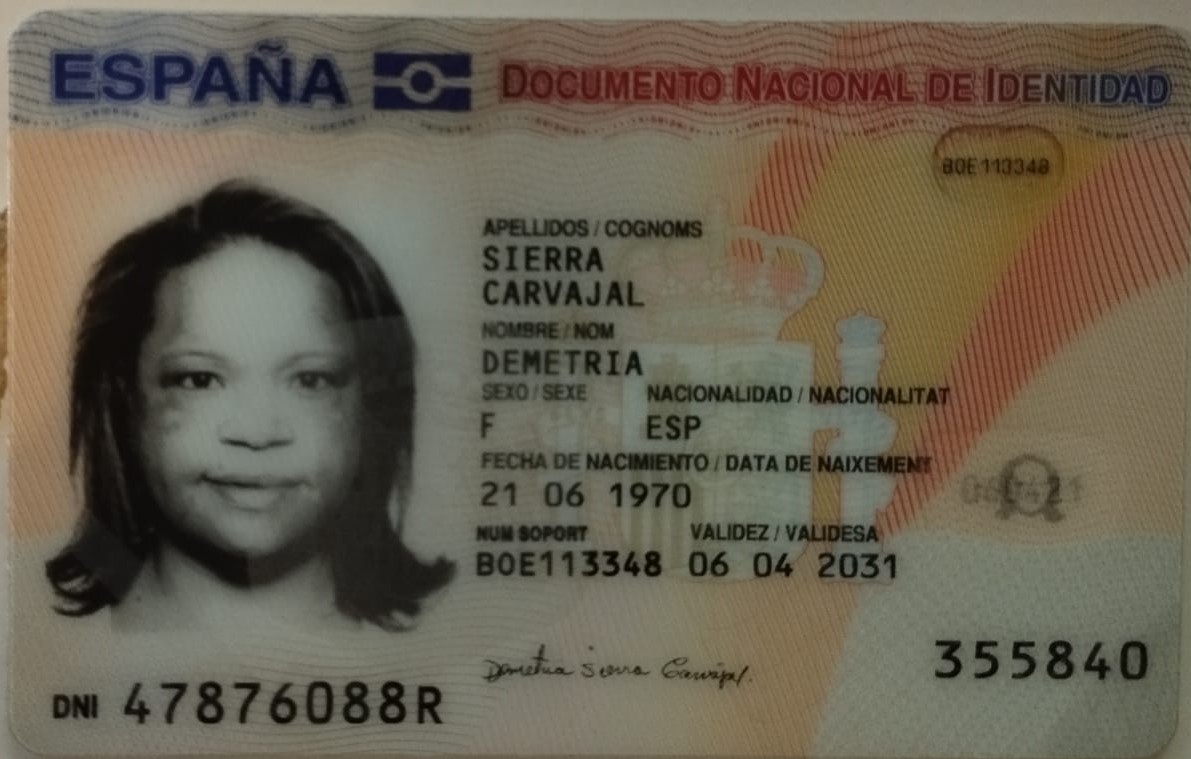 ESPAÑA DOCUMENTO NACIONAL DE IDENTIDAD
BOE113348
APELLIDOS / COGNOMS
SIERRA
CARVAJAL
NOMBRE / NOM
DEMETRIA
SEXO / SEXE NACIONALIDAD / NACIONALITAT
F ESP
FECHA DE NACIMIENTO / DATA DE NAIXEMENT
21 06 1970
NUM SOPORT VALIDEZ / VALIDESA
BOE113348 06 04 2031
Demetria Sierra Carvajal.
355840
DNI 47876088R